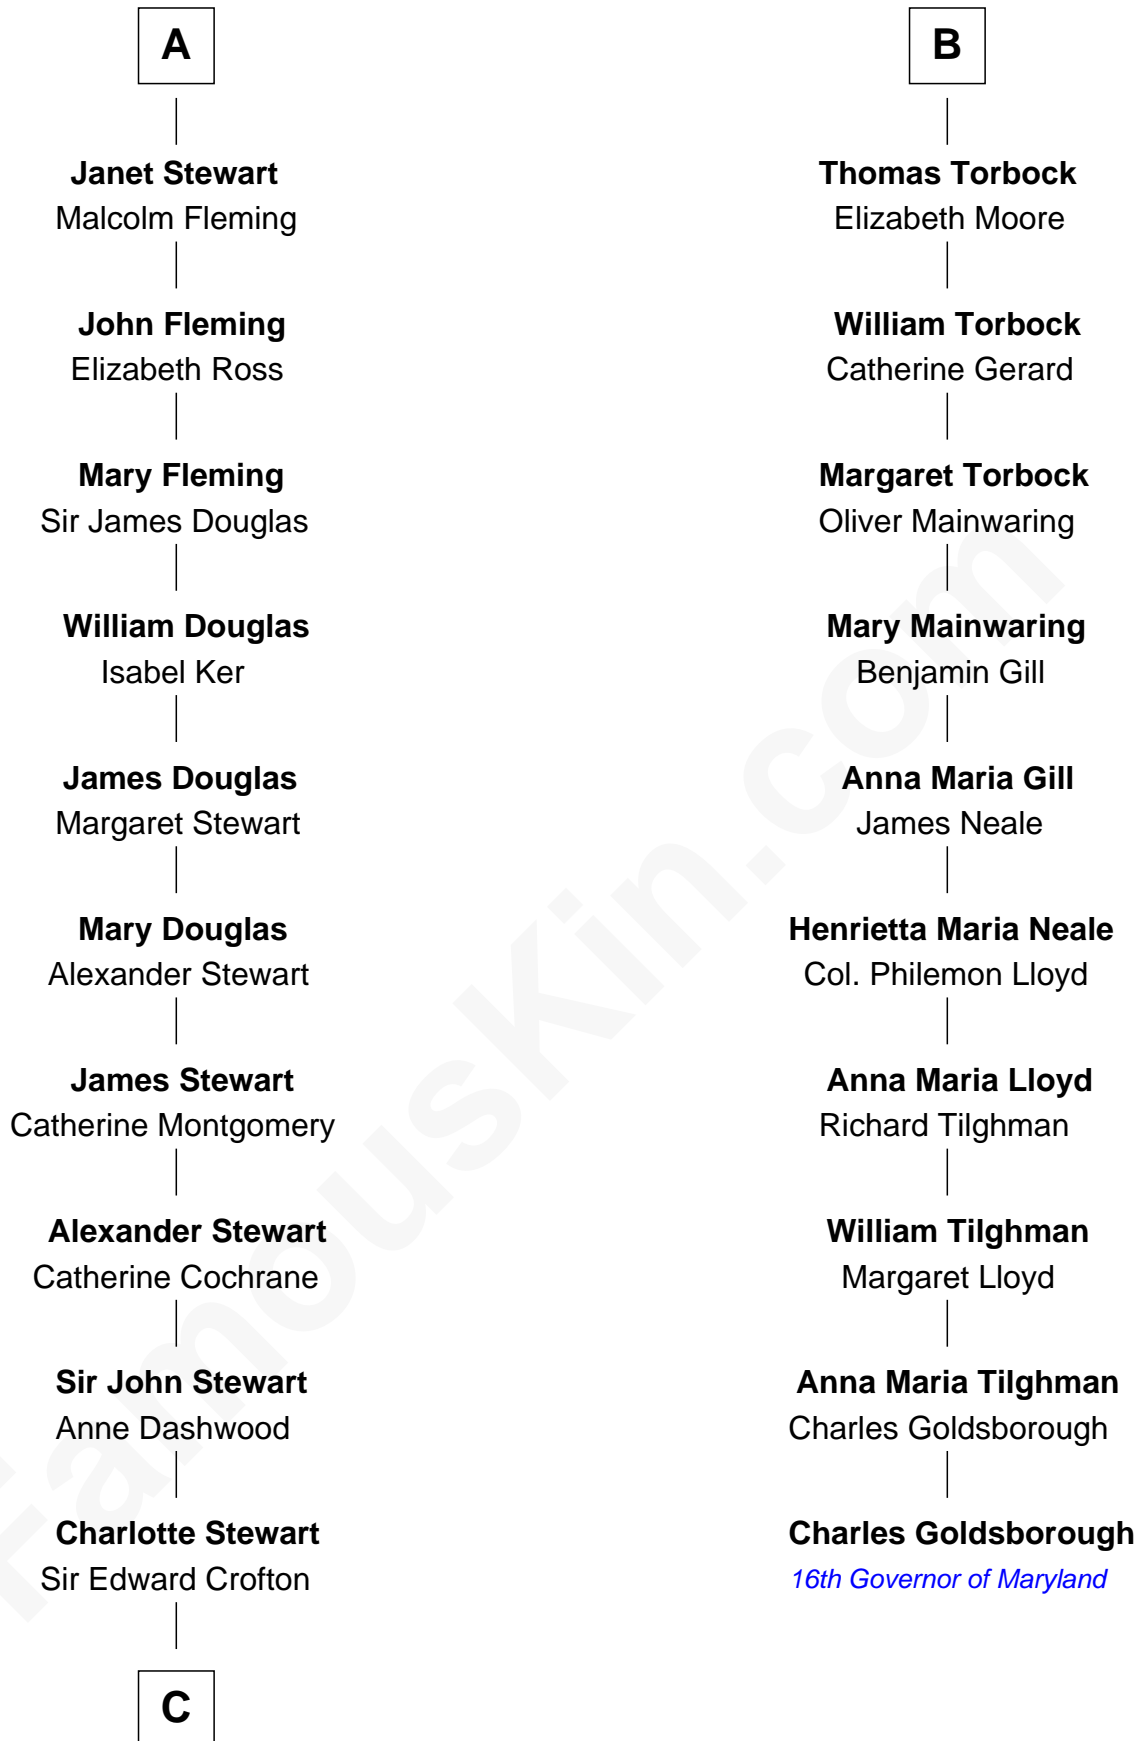 A
Janet Stewart
Malcolm Fleming
John Fleming
Elizabeth Ross
Mary Fleming
Sir James Douglas
William Douglas
Isabel Ker
James Douglas
Margaret Stewart
Mary Douglas
Alexander Stewart
James Stewart
Catherine Montgomery
Alexander Stewart
Catherine Cochrane
Sir John Stewart
Anne Dashwood
Charlotte Stewart
Sir Edward Crofton
C
B
Thomas Torbock
Elizabeth Moore
William Torbock
Catherine Gerard
Margaret Torbock
Oliver Mainwaring
Mary Mainwaring
Benjamin Gill
Anna Maria Gill
James Neale
Henrietta Maria Neale
Col. Philemon Lloyd
Anna Maria Lloyd
Richard Tilghman
William Tilghman
Margaret Lloyd
Anna Maria Tilghman
Charles Goldsborough
Charles Goldsborough
16th Governor of Maryland
FamousKin.com